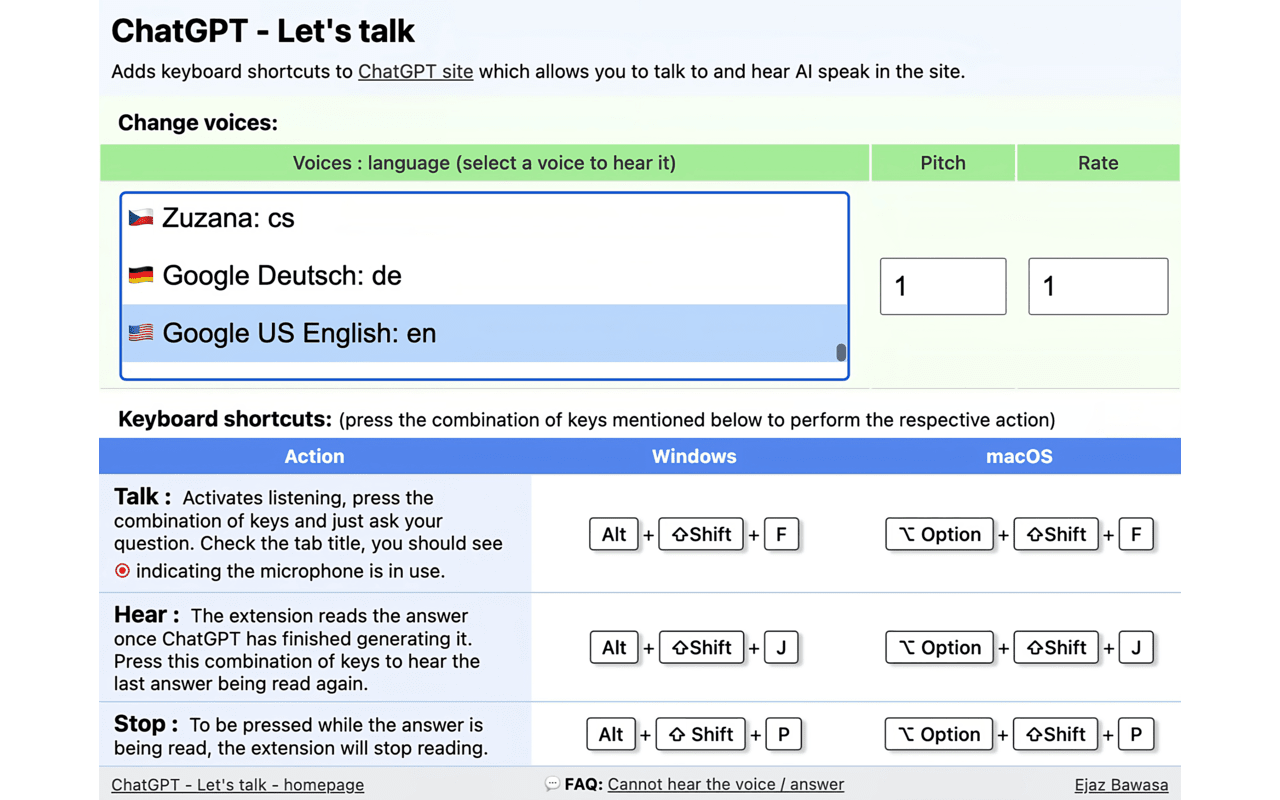 ChatGPT - Let's talk
Adds keyboard shortcuts to ChatGPT site which allows you to talk to and hear AI speak in the site.
Change voices:
Voices : language (select a voice to hear it)
Pitch
Rate
Zuzana: cs
Google Deutsch: de
Google US English: en
1
1
Keyboard shortcuts: (press the combination of keys mentioned below to perform the respective action)
Action
Windows
macOS
Talk : Activates listening, press the
combination of keys and just ask your
question. Check the tab title, you should see
indicating the microphone is in use.
Alt + ⇧Shift + F
⌥ Option + ⇧Shift + F
Hear : The extension reads the answer
once ChatGPT has finished generating it.
Press this combination of keys to hear the
last answer being read again.
Alt + ⇧Shift + J
⌥ Option + ⇧Shift + J
Stop : To be pressed while the answer is
being read, the extension will stop reading.
Alt + ⇧ Shift + P
⌥ Option + ⇧Shift + P
ChatGPT - Let's talk - homepage
💬 FAQ: Cannot hear the voice / answer
Ejaz Bawasa